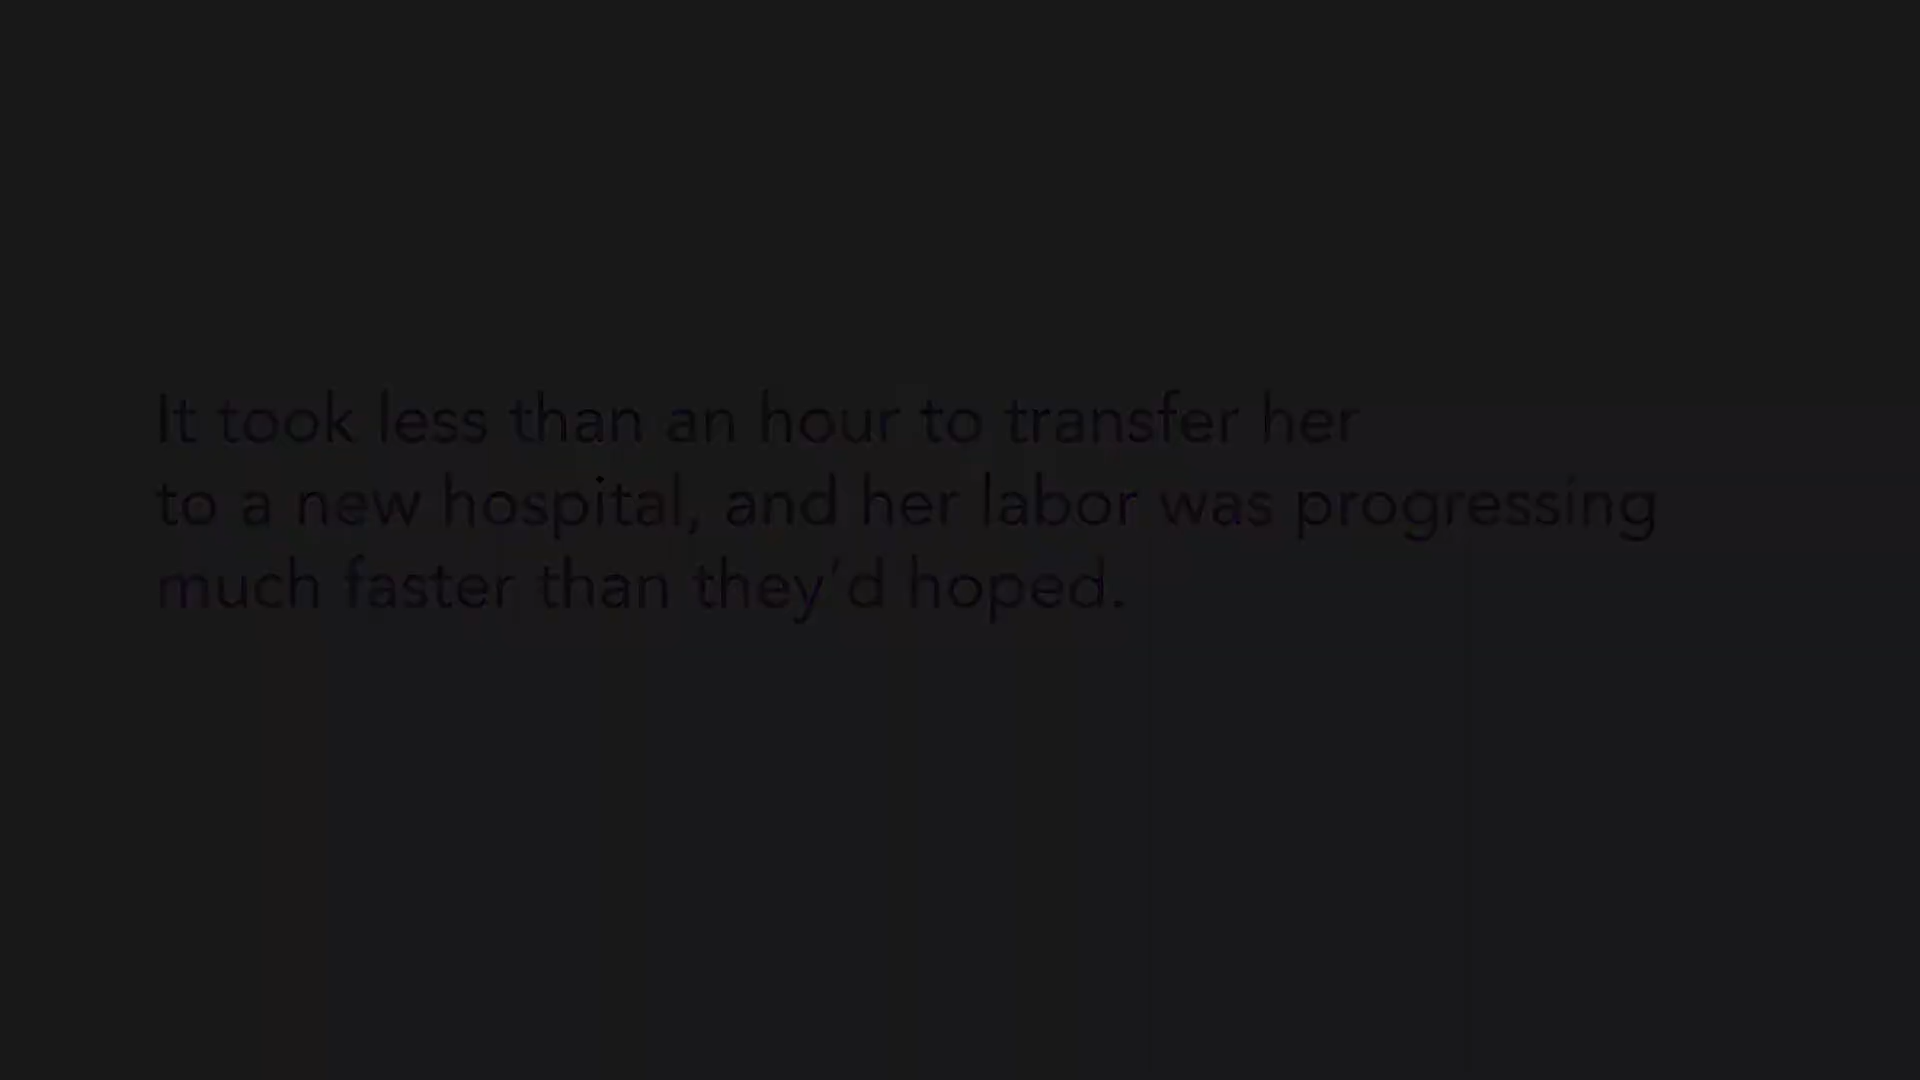 It took less than an hour to transfer her
to a new hospital, and her labor was progressing
much faster than they’d hoped.